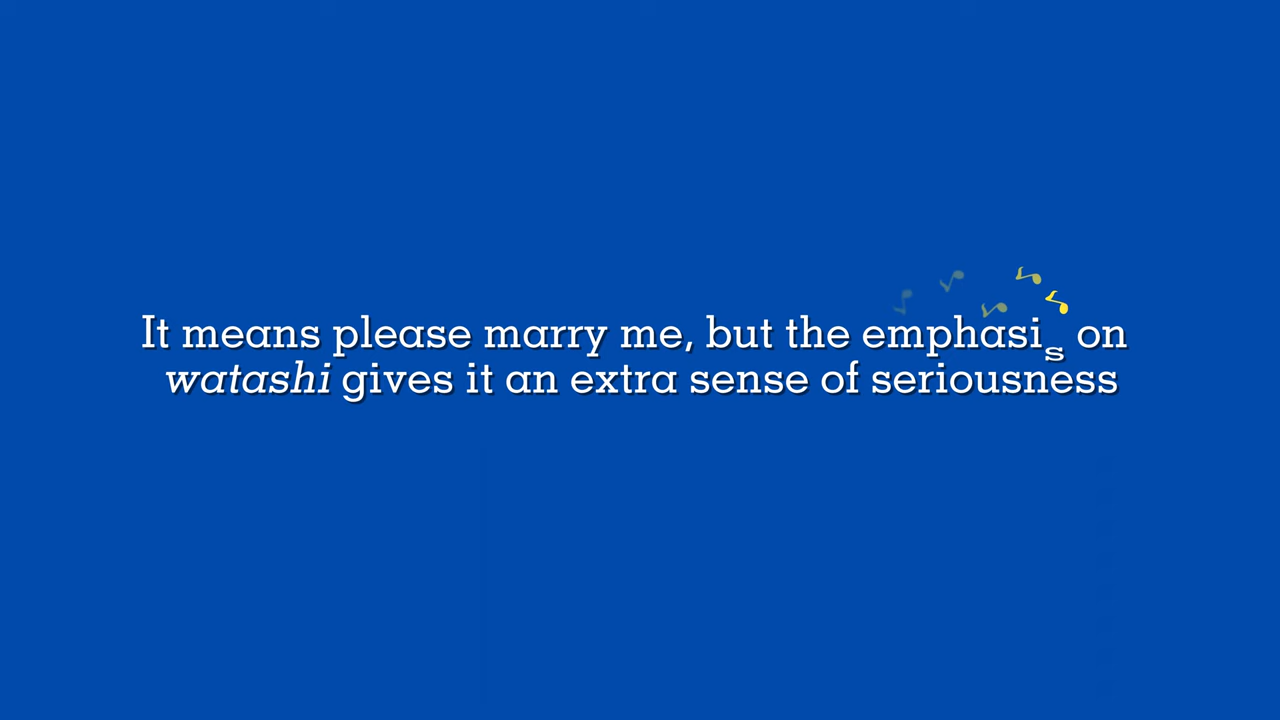 It means please marry me, but the emphasis on
watashi gives it an extra sense of seriousness